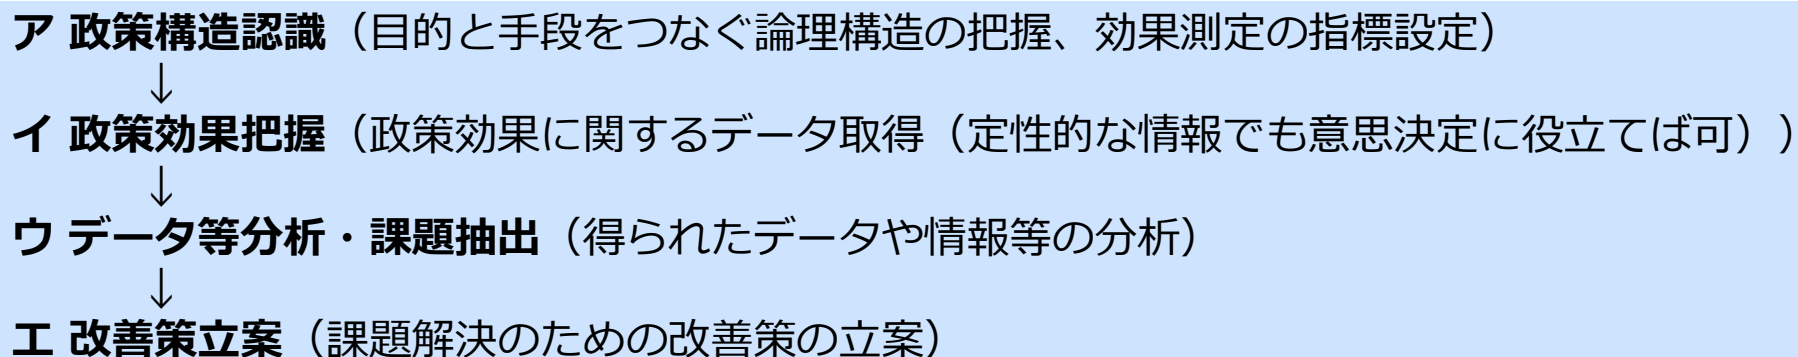 ア 政策構造認識（目的と手段をつなぐ論理構造の把握、効果測定の指標設定）
↓
イ 政策効果把握（政策効果に関するデータ取得（定性的な情報でも意思決定に役立てば可））
↓
ウ データ等分析・課題抽出（得られたデータや情報等の分析）
↓
エ 改善策立案（課題解決のための改善策の立案）